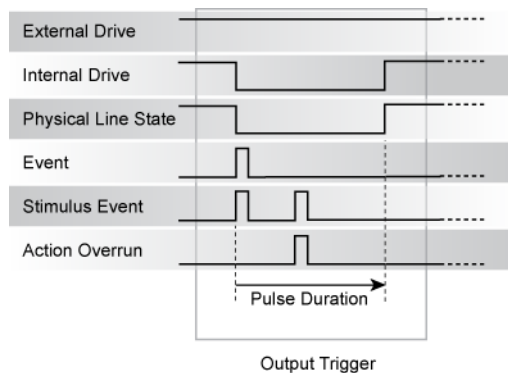 External Drive
Internal Drive
Physical Line State
Event
Stimulus Event
Action Overrun
Pulse Duration
Output Trigger